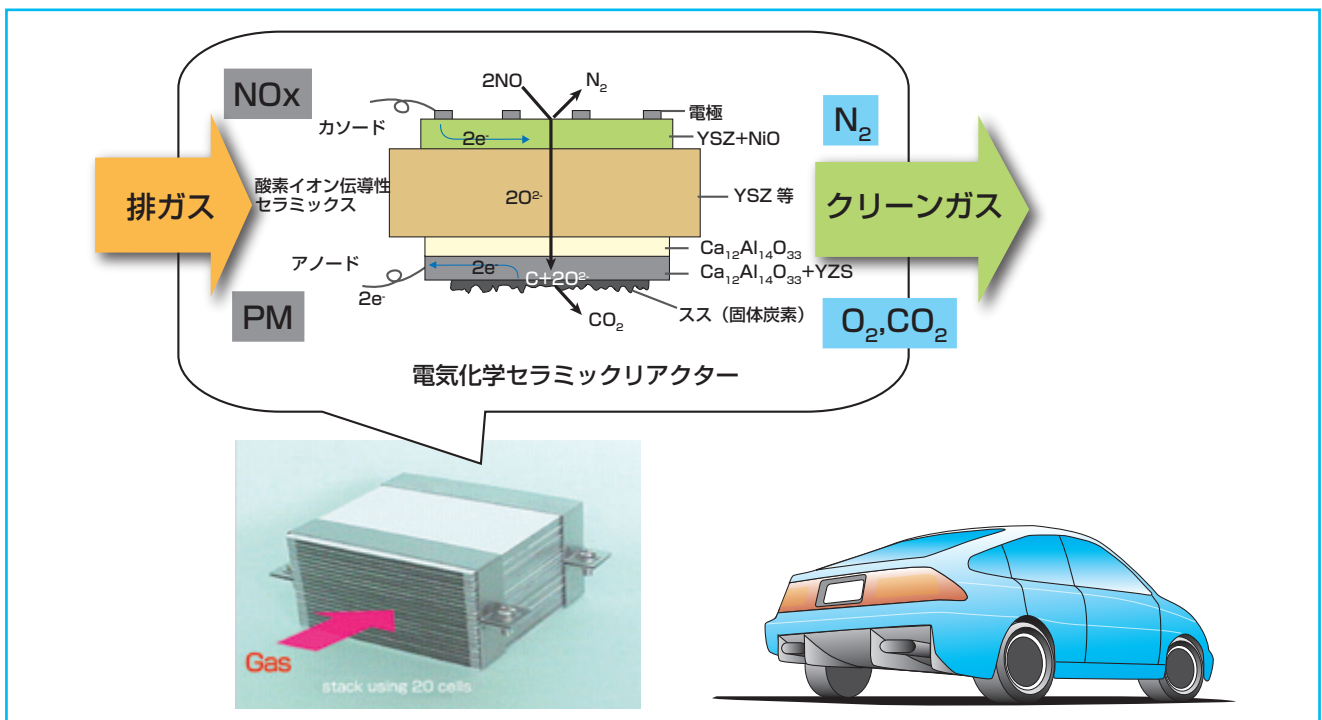 NOx
2NO
N₂
電極
カソード
2e⁻
YSZ+NiO
N₂
排ガス
酸素イオン伝導性
セラミックス
2O²⁻
YSZ 等
クリーンガス
Ca₁₂Al₁₄O₃₃
アノード
2e⁻
C+2O²⁻
Ca₁₂Al₁₄O₃₃+YZS
2e⁻
PM
CO₂
スス（固体炭素）
O₂,CO₂
電気化学セラミックリアクター
Gas
stack using 20 cells